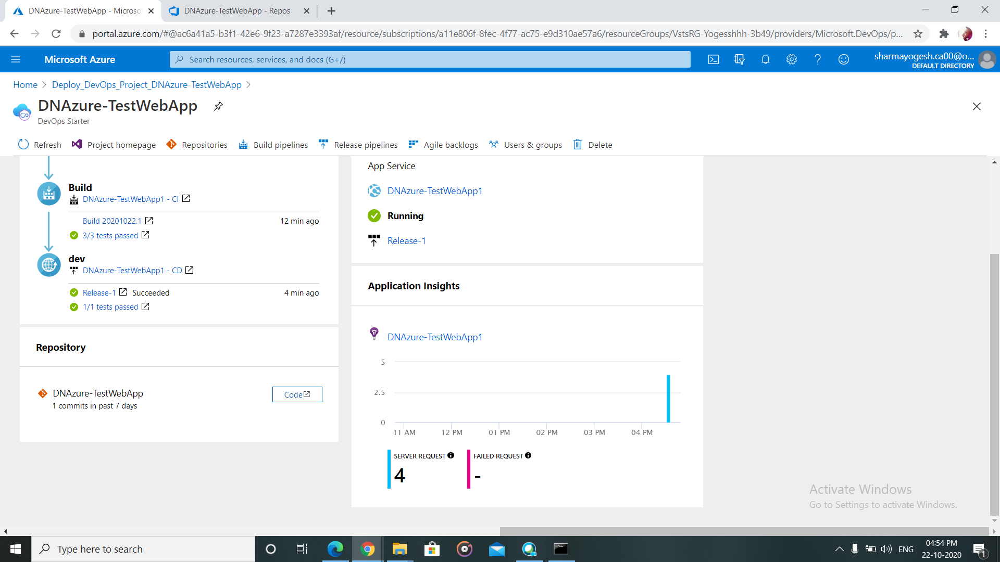 DNAzure-TestWebApp - Microso
DNAzure-TestWebApp - Repos
portal.azure.com/#@ac6a41a5-b3f1-42e6-9f23-a7287e3393af/resource/subscriptions/a11e806f-8fec-4f77-ac75-e9d310ae57a6/resourceGroups/VstsRG-Yogesshhh-3b49/providers/Microsoft.DevOps/p...
Microsoft Azure
Search resources, services, and docs (G+/)
sharmayogesh.ca00@o...
DEFAULT DIRECTORY
Home > Deploy_DevOps_Project_DNAzure-TestWebApp >
DNAzure-TestWebApp
DevOps Starter
Refresh Project homepage Repositories Build pipelines Release pipelines Agile backlogs Users & groups Delete
Build
DNAzure-TestWebApp1 - CI
Build 20201022.1 12 min ago
3/3 tests passed
dev
DNAzure-TestWebApp1 - CD
Release-1 Succeeded 4 min ago
1/1 tests passed
Repository
DNAzure-TestWebApp
1 commits in past 7 days
Code
App Service
DNAzure-TestWebApp1
Running
Release-1
Application Insights
DNAzure-TestWebApp1
5
2.5
0
11 AM 12 PM 01 PM 02 PM 03 PM 04 PM
SERVER REQUEST
4
FAILED REQUEST
-
Activate Windows
Go to Settings to activate Windows.
Type here to search
ENG
04:54 PM
22-10-2020
1